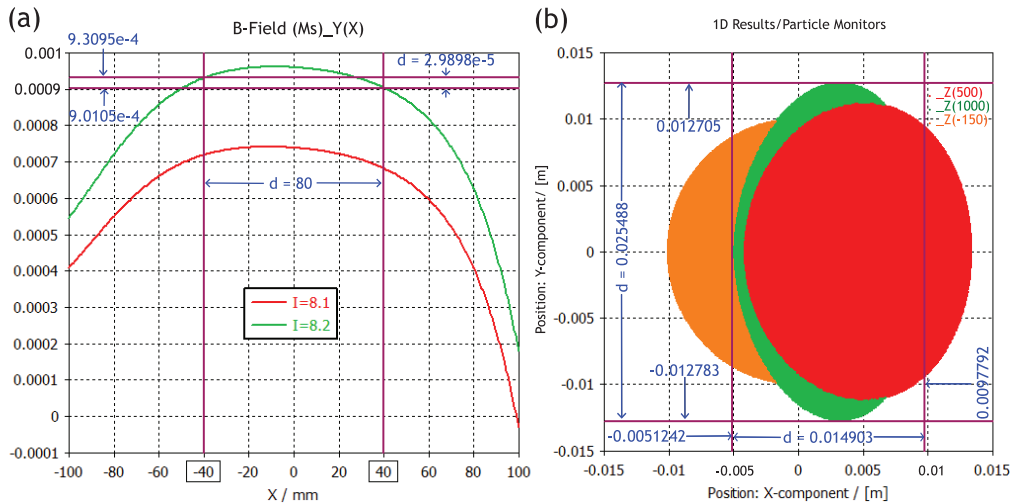 (a)
B-Field (Ms)_Y(X)
9.3095e-4
d = 2.9898e-5
9.0105e-4
d = 80
I=8.1
I=8.2
0.001
0.0009
0.0008
0.0007
0.0006
0.0005
0.0004
0.0003
0.0002
0.0001
0
-0.0001
-100 -80 -60 -40 -20 0 20 40 60 80 100
X / mm
(b)
1D Results/Particle Monitors
_Z(500)
_Z(1000)
_Z(-150)
0.012705
d = 0.025488
-0.012783
0.0097792
-0.0051242
d = 0.014903
Position: Y-component/ [m]
0.015
0.010
0.005
0
-0.005
-0.01
-0.015
-0.015 -0.01 -0.005 0 0.005 0.01 0.015
Position: X-component / [m]